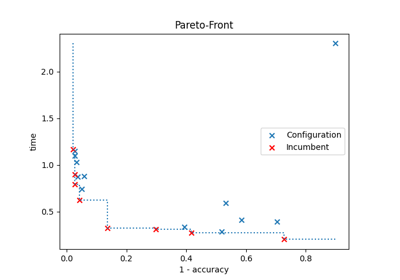 Pareto-Front
2.0
1.5
1.0
0.5
time
Configuration
Incumbent
0.0 0.2 0.4 0.6 0.8
1 - accuracy